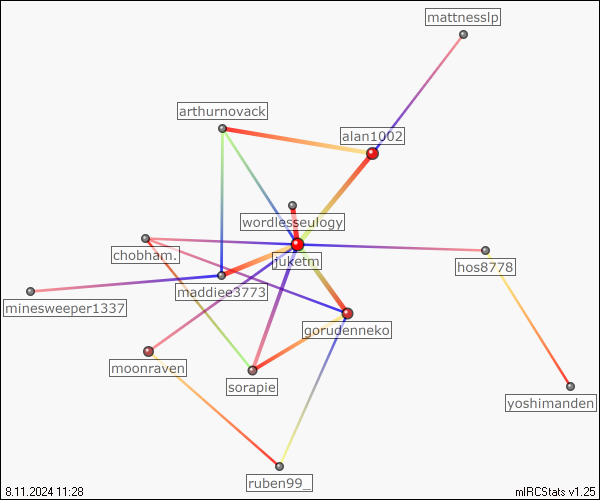 mattnesslp
arthurnovack
alan1002
wordlesseulogy
chobham.
juketm
hos8778
maddiee3773
minesweeper1337
gorudenneko
moonraven
sorapie
yoshimanden
ruben99_
8.11.2024 11:28
mIRCStats v1.25